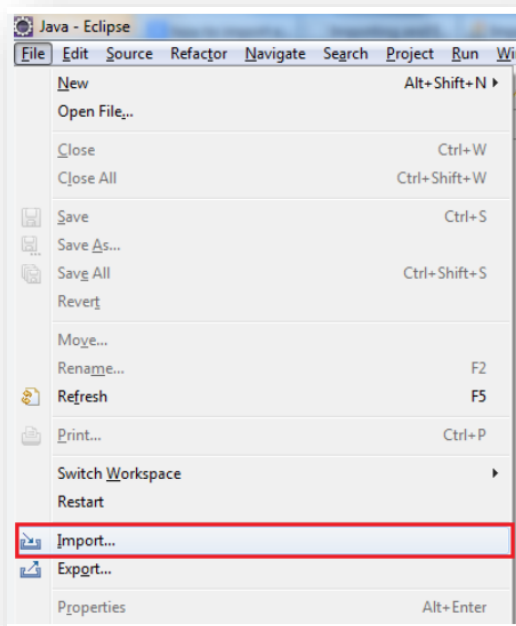 Java - Eclipse
File Edit Source Refactor Navigate Search Project Run
New Alt+Shift+N
Open File...
Close Ctrl+W
Close All Ctrl+Shift+W
Save Ctrl+S
Save As...
Save All Ctrl+Shift+S
Revert
Move...
Rename... F2
Refresh F5
Print... Ctrl+P
Switch Workspace
Restart
Import...
Export...
Properties Alt+Enter